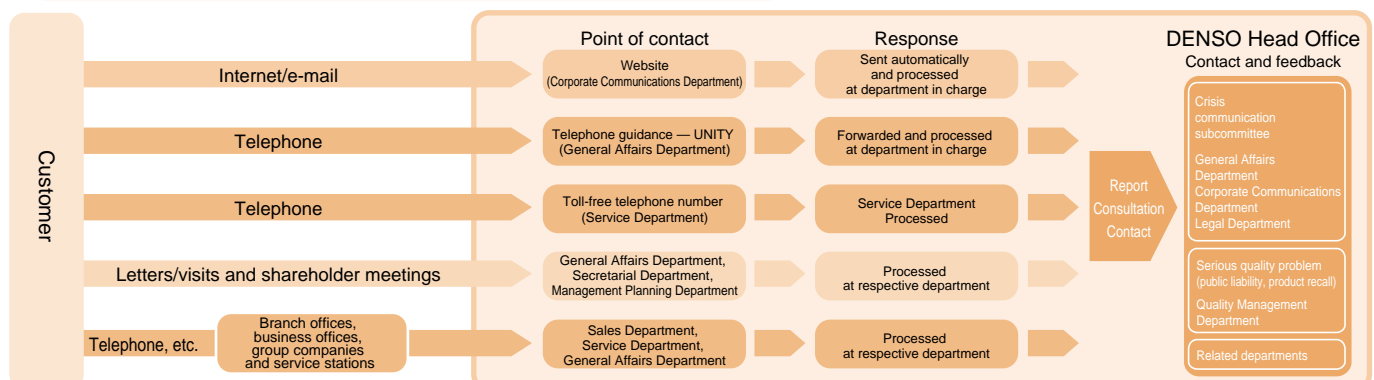 Customer
Internet/e-mail
Telephone
Telephone
Letters/visits and shareholder meetings
Telephone, etc.
Branch offices,
business offices,
group companies
and service stations
Point of contact
Website
(Corporate Communications Department)
Telephone guidance — UNITY
(General Affairs Department)
Toll-free telephone number
(Service Department)
General Affairs Department,
Secretarial Department,
Management Planning Department
Sales Department,
Service Department,
General Affairs Department
Response
Sent automatically
and processed
at department in charge
Forwarded and processed
at department in charge
Service Department
Processed
Processed
at respective department
Processed
at respective department
Report
Consultation
Contact
DENSO Head Office
Contact and feedback
Crisis
communication
subcommittee
General Affairs
Department
Corporate Communications
Department
Legal Department
Serious quality problem
(public liability, product recall)
Quality Management
Department
Related departments